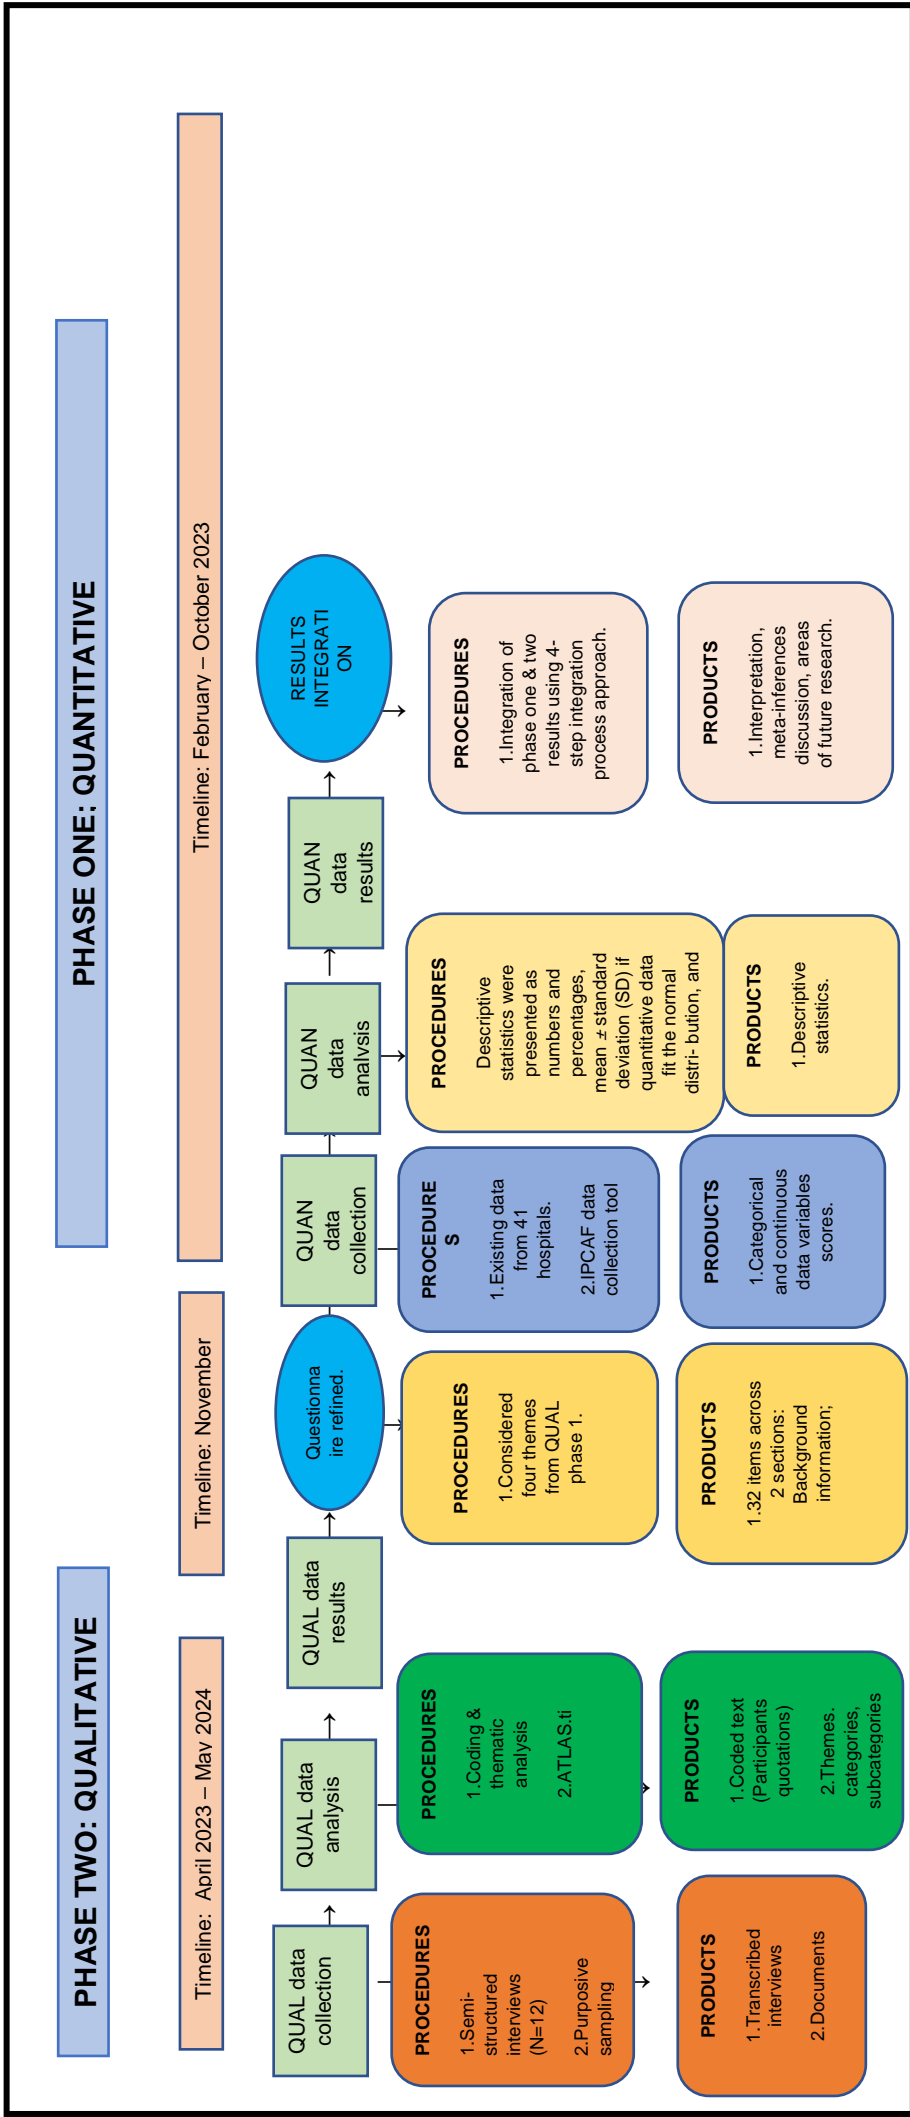 PHASE TWO: QUALITATIVE
PHASE ONE: QUANTITATIVE
Timeline:  April 2023 – May 2024
Timeline: November
Timeline: February – October 2023
QUAL data
collection
QUAL data
analysis
QUAL data
results
Questionna
ire refined.
QUAN
data
collection
QUAN
data
analysis
QUAN
data
results
RESULTS
INTEGRATI
ON
PROCEDURES
1.Semi-
structured
interviews
(N=12)
2.Purposive
sampling
PROCEDURES
1.Coding &
thematic
analysis
2.ATLAS.ti
PROCEDURES
1.Considered
four themes
from QUAL
phase 1.
PROCEDURE
S
1.Existing data
from 41
hospitals.
2.IPCAF data
collection tool
PROCEDURES
Descriptive
statistics were
presented as
numbers and
percentages,
mean ± standard
deviation (SD) if
quantitative data
fit the normal
distri- bution, and
PROCEDURES
1.Integration of
phase one & two
results using 4-
step integration
process approach.
PRODUCTS
1.Transcribed
interviews
2.Documents
PRODUCTS
1.Coded text
(Participants
quotations)
2.Themes.
categories,
subcategories
PRODUCTS
1.32 items across
2 sections:
Background
information;
PRODUCTS
1.Categorical
and continuous
data variables
scores.
PRODUCTS
1.Descriptive
statistics.
PRODUCTS
1.Interpretation,
meta-inferences
discussion, areas
of future research.